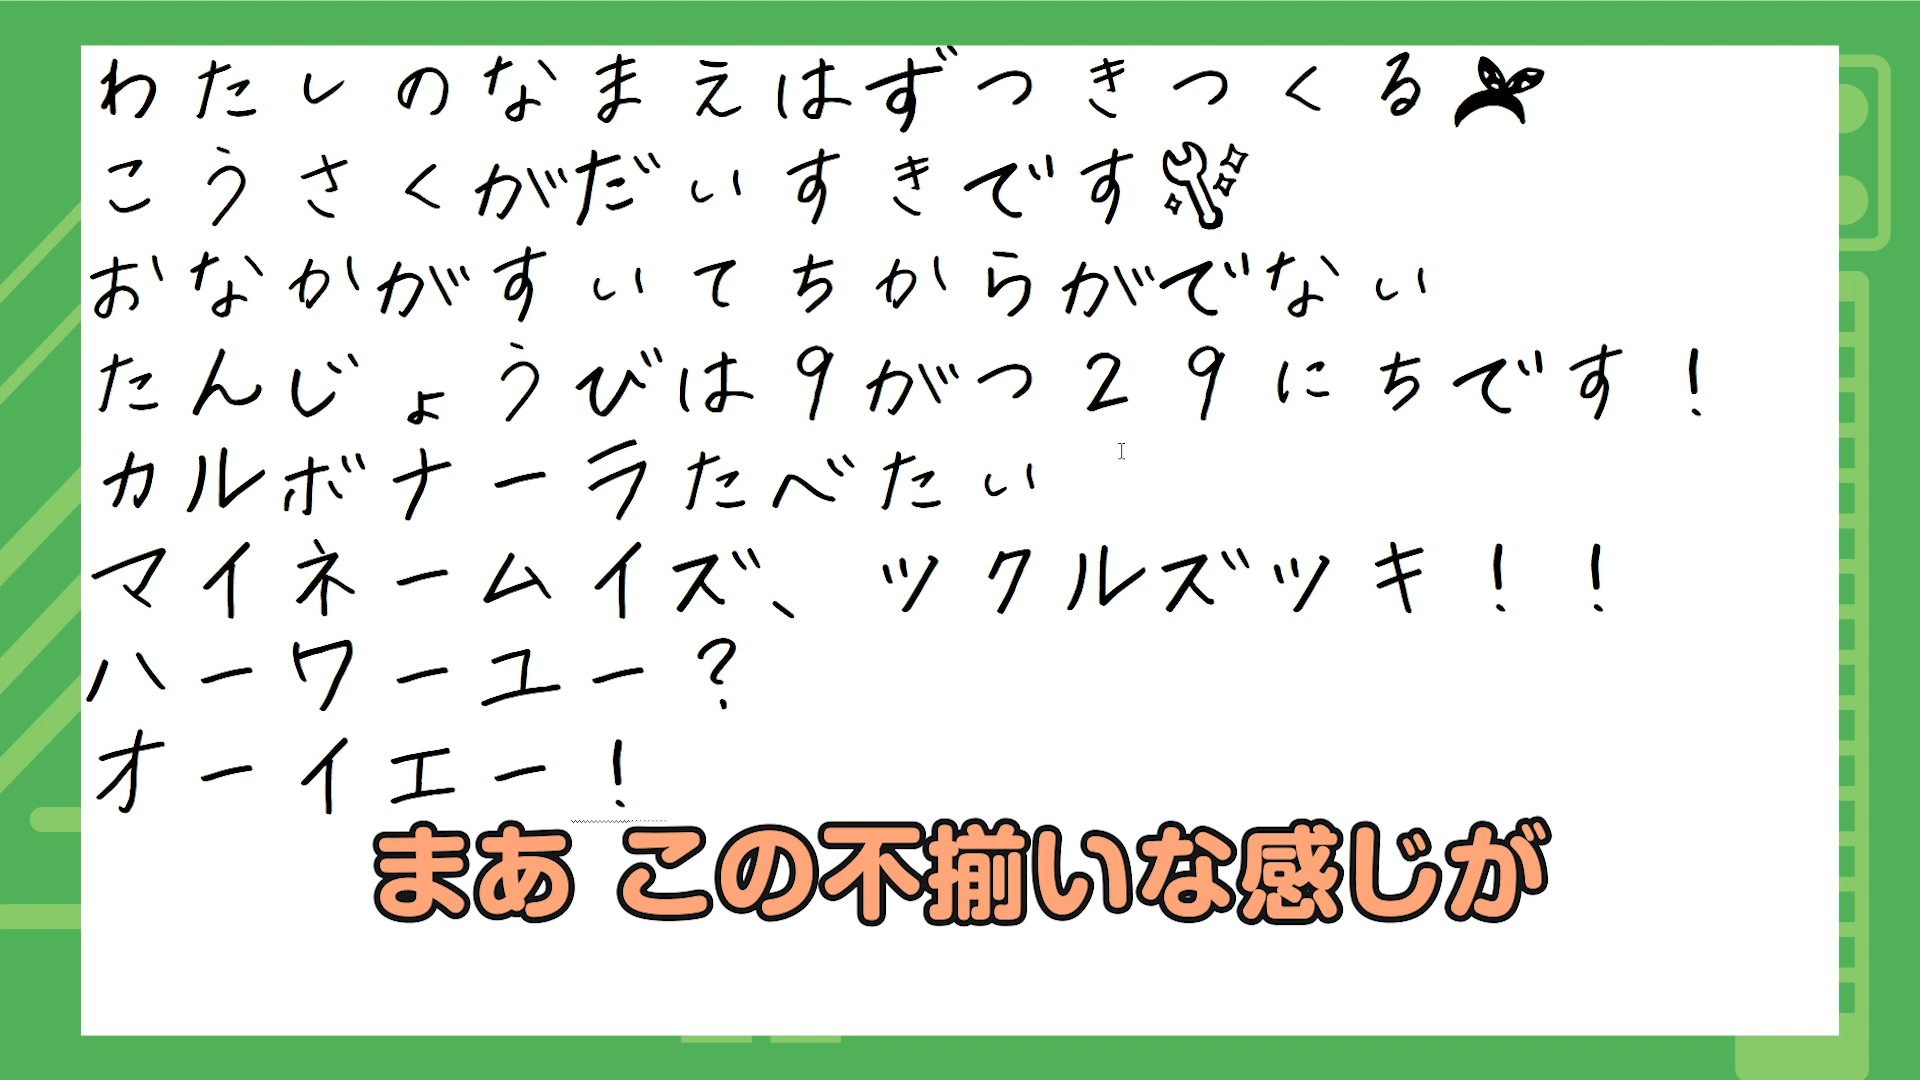 わたしのなまえはずつきつくる
こうさくがだいすきです
おなかがすいてちからがでない
たんじょうびは９がつ２９にちです！
カルボナーラたべたい
マイネームイズ、ツクルズツキ！！
ハーワーユー？
オーイエー！
まあ この不揃いな感じが